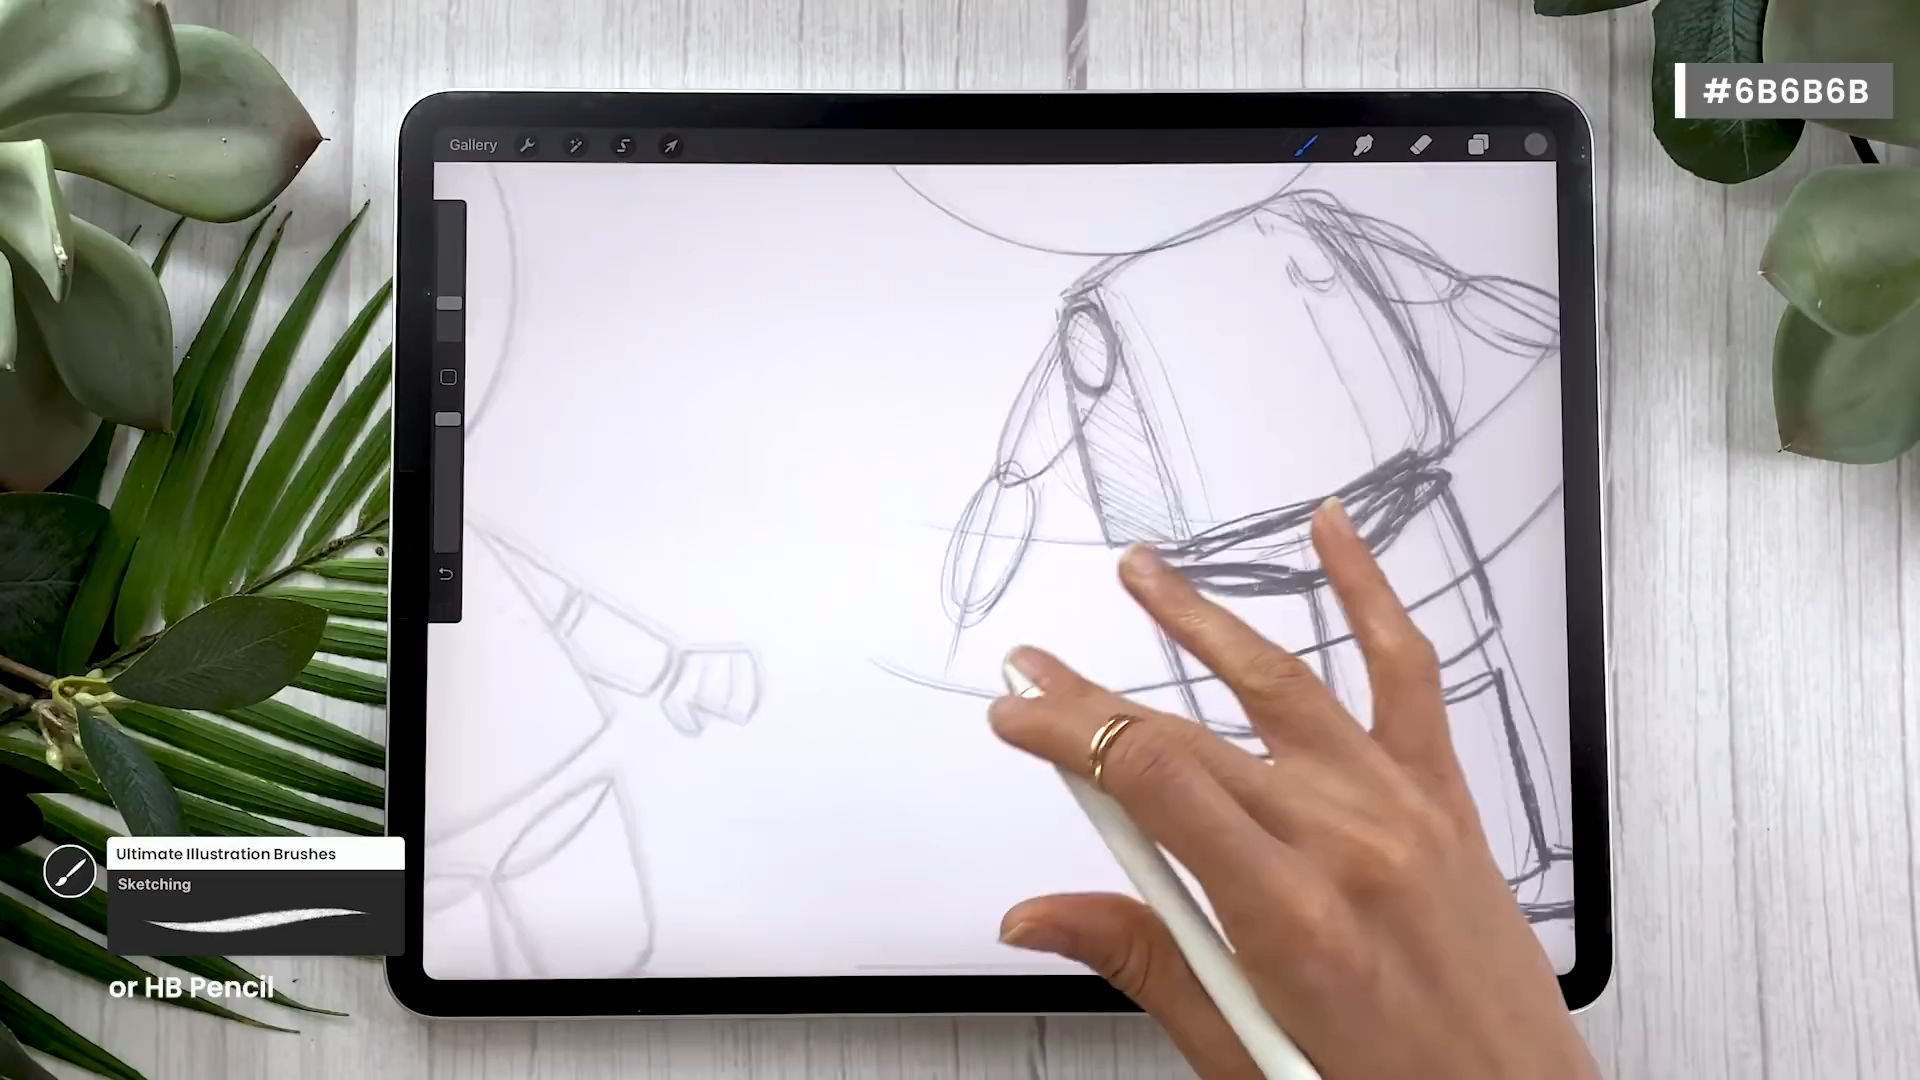 #6B6B6B
Gallery
Ultimate Illustration Brushes
Sketching
or HB Pencil